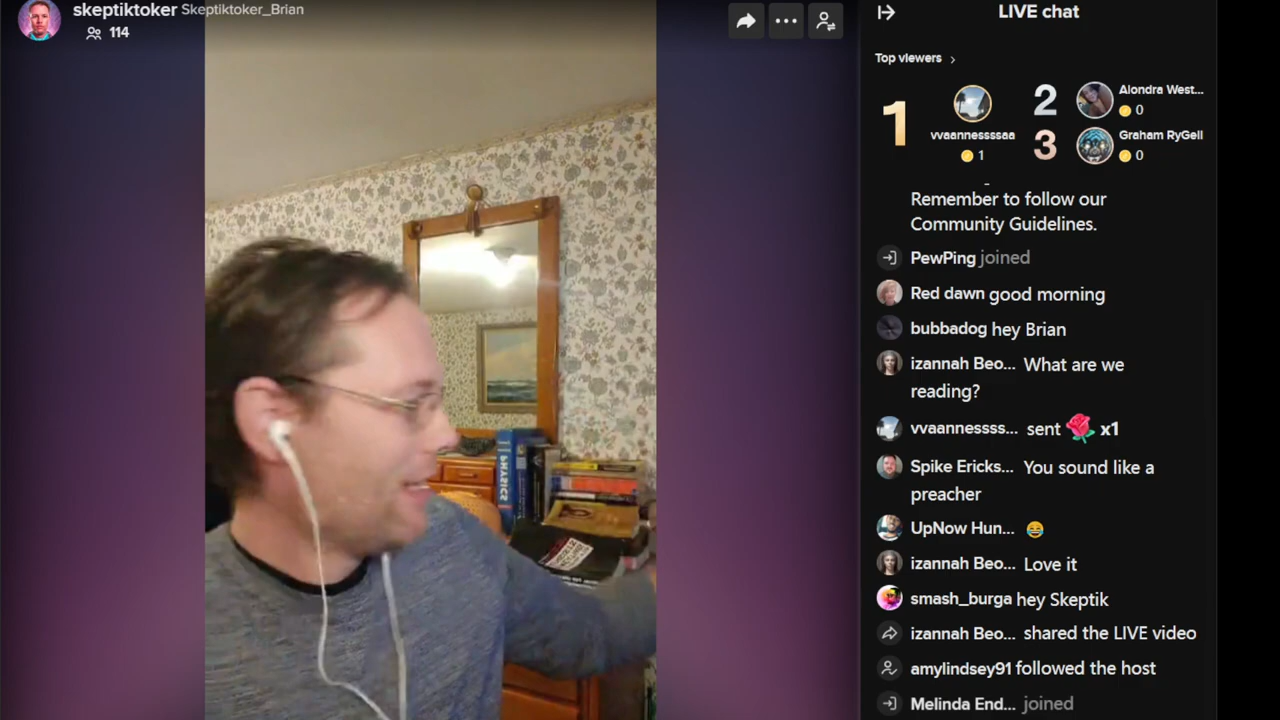 skeptiktoker Skeptiktoker_Brian
114
LIVE chat
Top viewers
1
vvaannessssaa
1
2
Alondra West...
0
3
Graham RyGell
0
Remember to follow our
Community Guidelines.
PewPing joined
Red dawn good morning
bubbadog hey Brian
izannah Beo... What are we
reading?
vvaannessss... sent x1
Spike Ericks... You sound like a
preacher
UpNow Hun... 😂
izannah Beo... Love it
smash_burga hey Skeptik
izannah Beo... shared the LIVE video
amylindsey91 followed the host
Melinda End... joined
PHYSICS